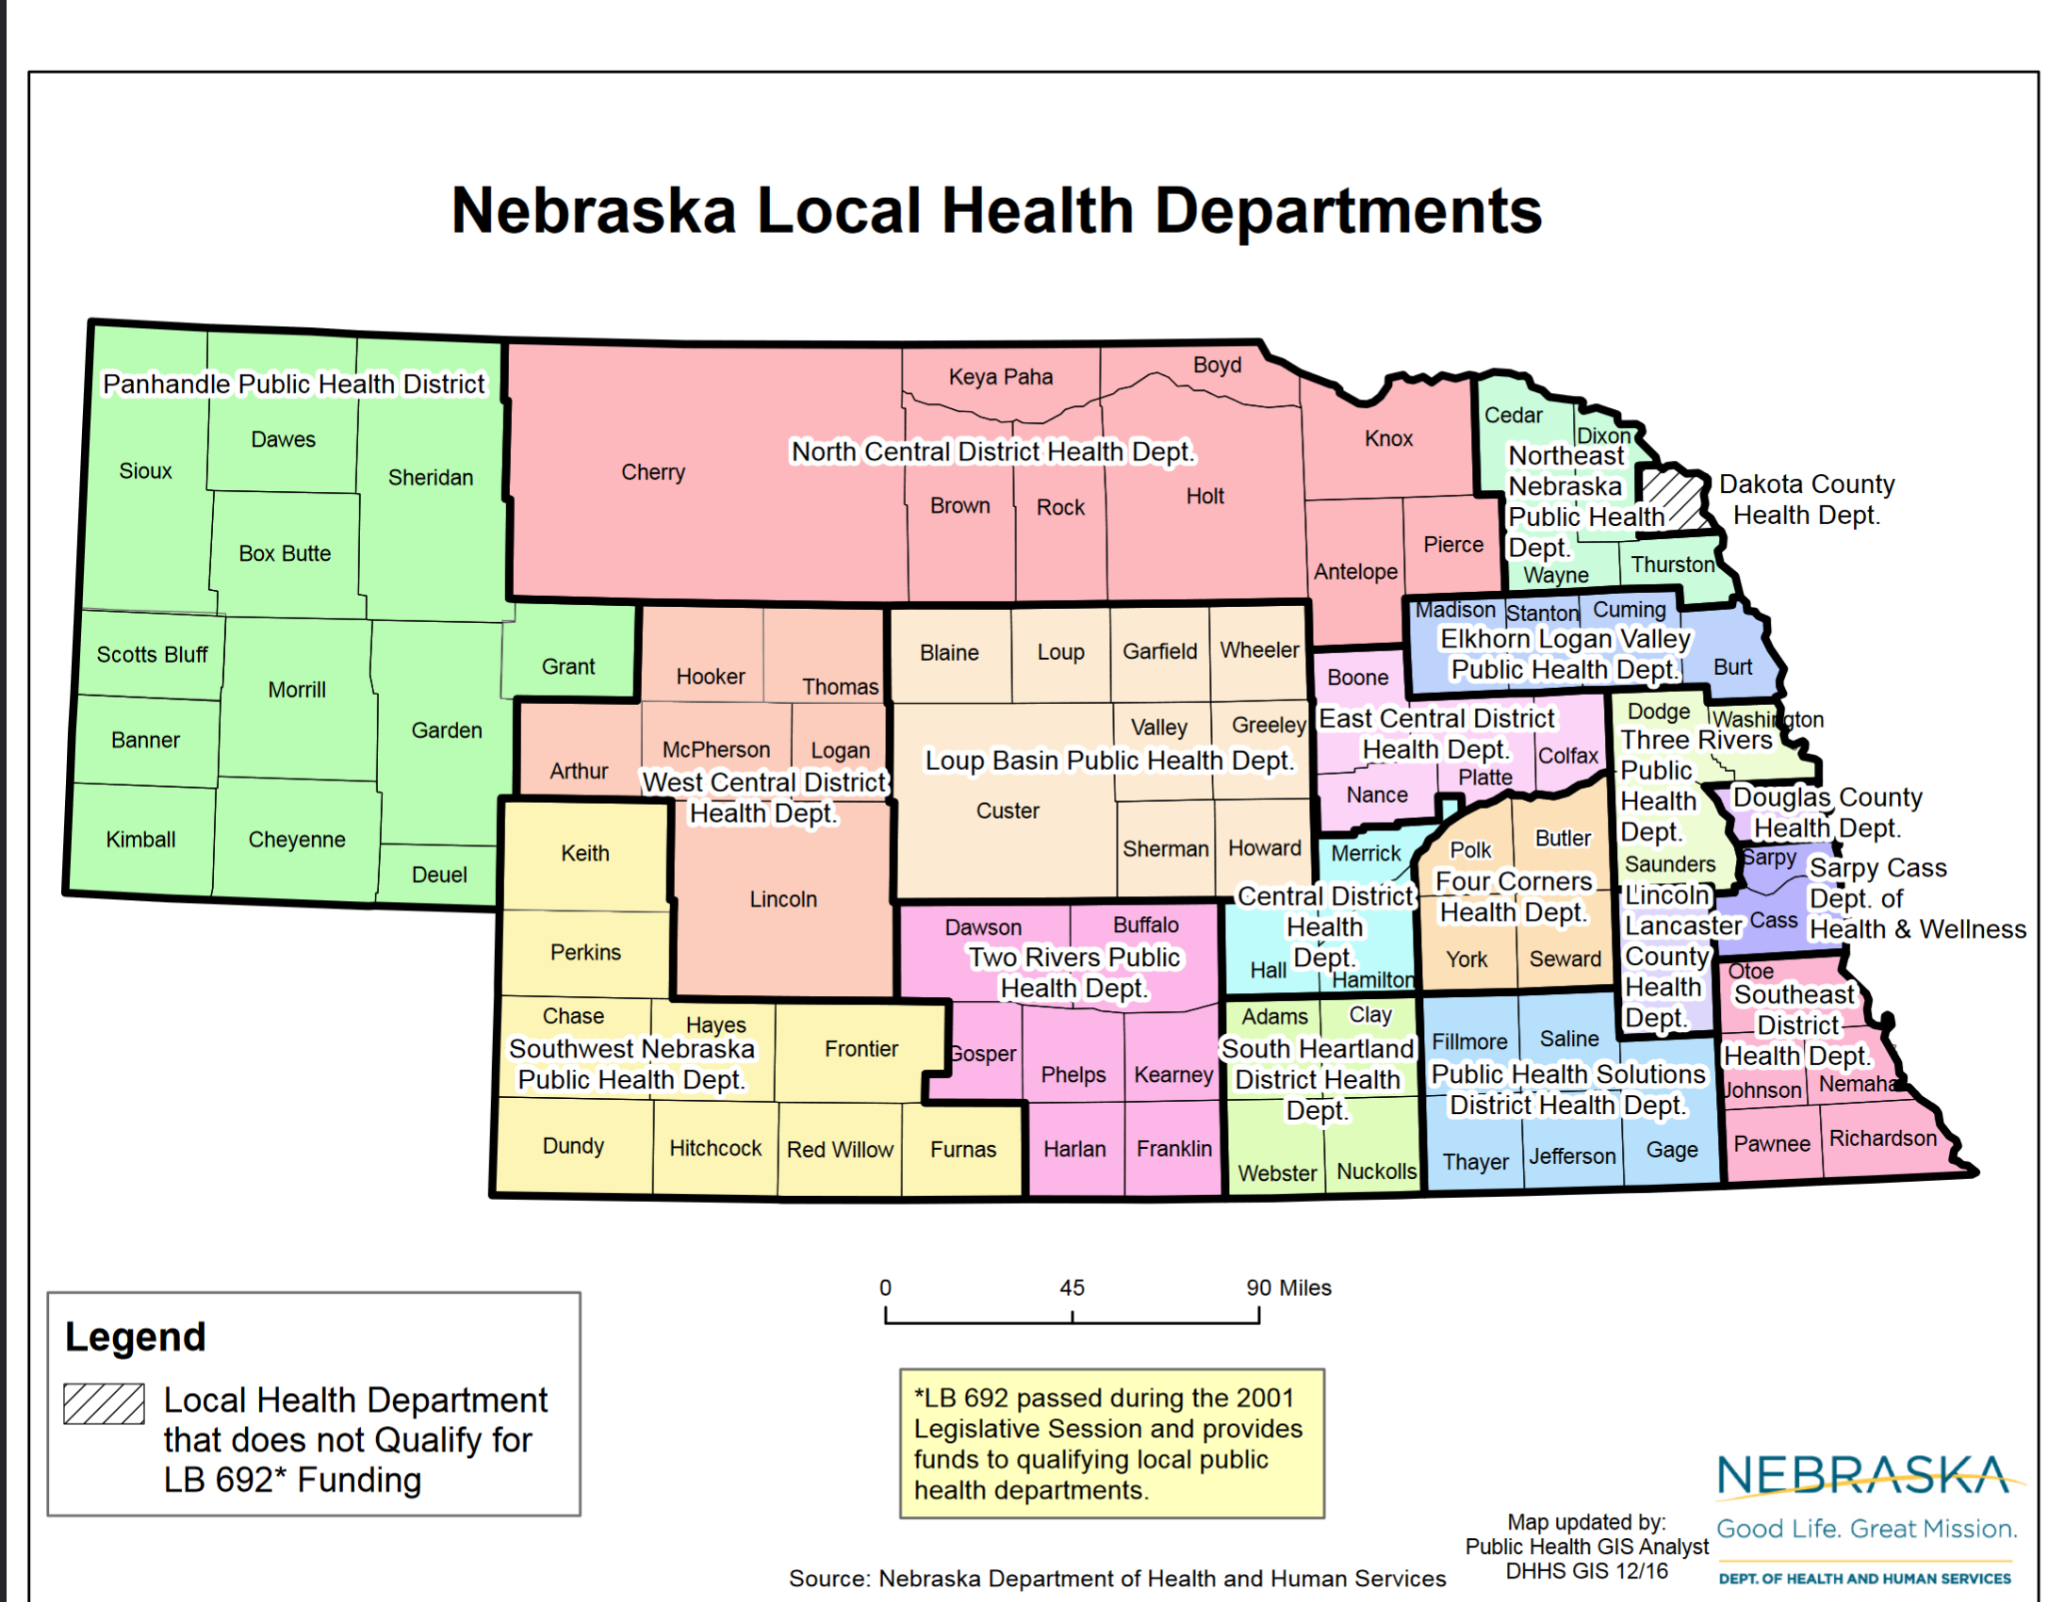 Nebraska Local Health Departments
Panhandle Public Health District
Sioux
Dawes
Sheridan
Box Butte
Scotts Bluff
Morrill
Garden
Grant
Banner
Kimball
Cheyenne
Deuel
North Central District Health Dept.
Cherry
Keya Paha
Boyd
Brown
Rock
Holt
Knox
Antelope
Pierce
Cedar
Dixon
Northeast
Nebraska
Public Health
Dept.
Wayne
Thurston
Dakota County
Health Dept.
Madison
Stanton
Cuming
Elkhorn Logan Valley
Public Health Dept.
Burt
Hooker
Thomas
Arthur
McPherson
Logan
West Central District
Health Dept.
Lincoln
Blaine
Loup
Garfield
Wheeler
Valley
Greeley
Loup Basin Public Health Dept.
Custer
Sherman
Howard
Boone
East Central District
Health Dept.
Colfax
Platte
Nance
Dodge
Washington
Three Rivers
Public
Health
Dept.
Saunders
Douglas County
Health Dept.
Sarpy
Cass
Sarpy Cass
Dept. of
Health & Wellness
Merrick
Central District
Health
Dept.
Hall
Hamilton
Polk
Butler
Four Corners
Health Dept.
York
Seward
Lincoln
Lancaster
County
Health
Dept.
Keith
Perkins
Chase
Hayes
Frontier
Southwest Nebraska
Public Health Dept.
Dundy
Hitchcock
Red Willow
Furnas
Dawson
Buffalo
Two Rivers Public
Health Dept.
Gosper
Phelps
Kearney
Harlan
Franklin
Adams
Clay
South Heartland
District Health
Dept.
Webster
Nuckolls
Fillmore
Saline
Public Health Solutions
District Health Dept.
Thayer
Jefferson
Gage
Otoe
Southeast
District
Health Dept.
Johnson
Nemaha
Pawnee
Richardson
0 45 90 Miles
Legend
Local Health Department
that does not Qualify for
LB 692* Funding
*LB 692 passed during the 2001
Legislative Session and provides
funds to qualifying local public
health departments.
Source: Nebraska Department of Health and Human Services
Map updated by:
Public Health GIS Analyst
DHHS GIS 12/16
NEBRASKA
Good Life. Great Mission.
DEPT. OF HEALTH AND HUMAN SERVICES